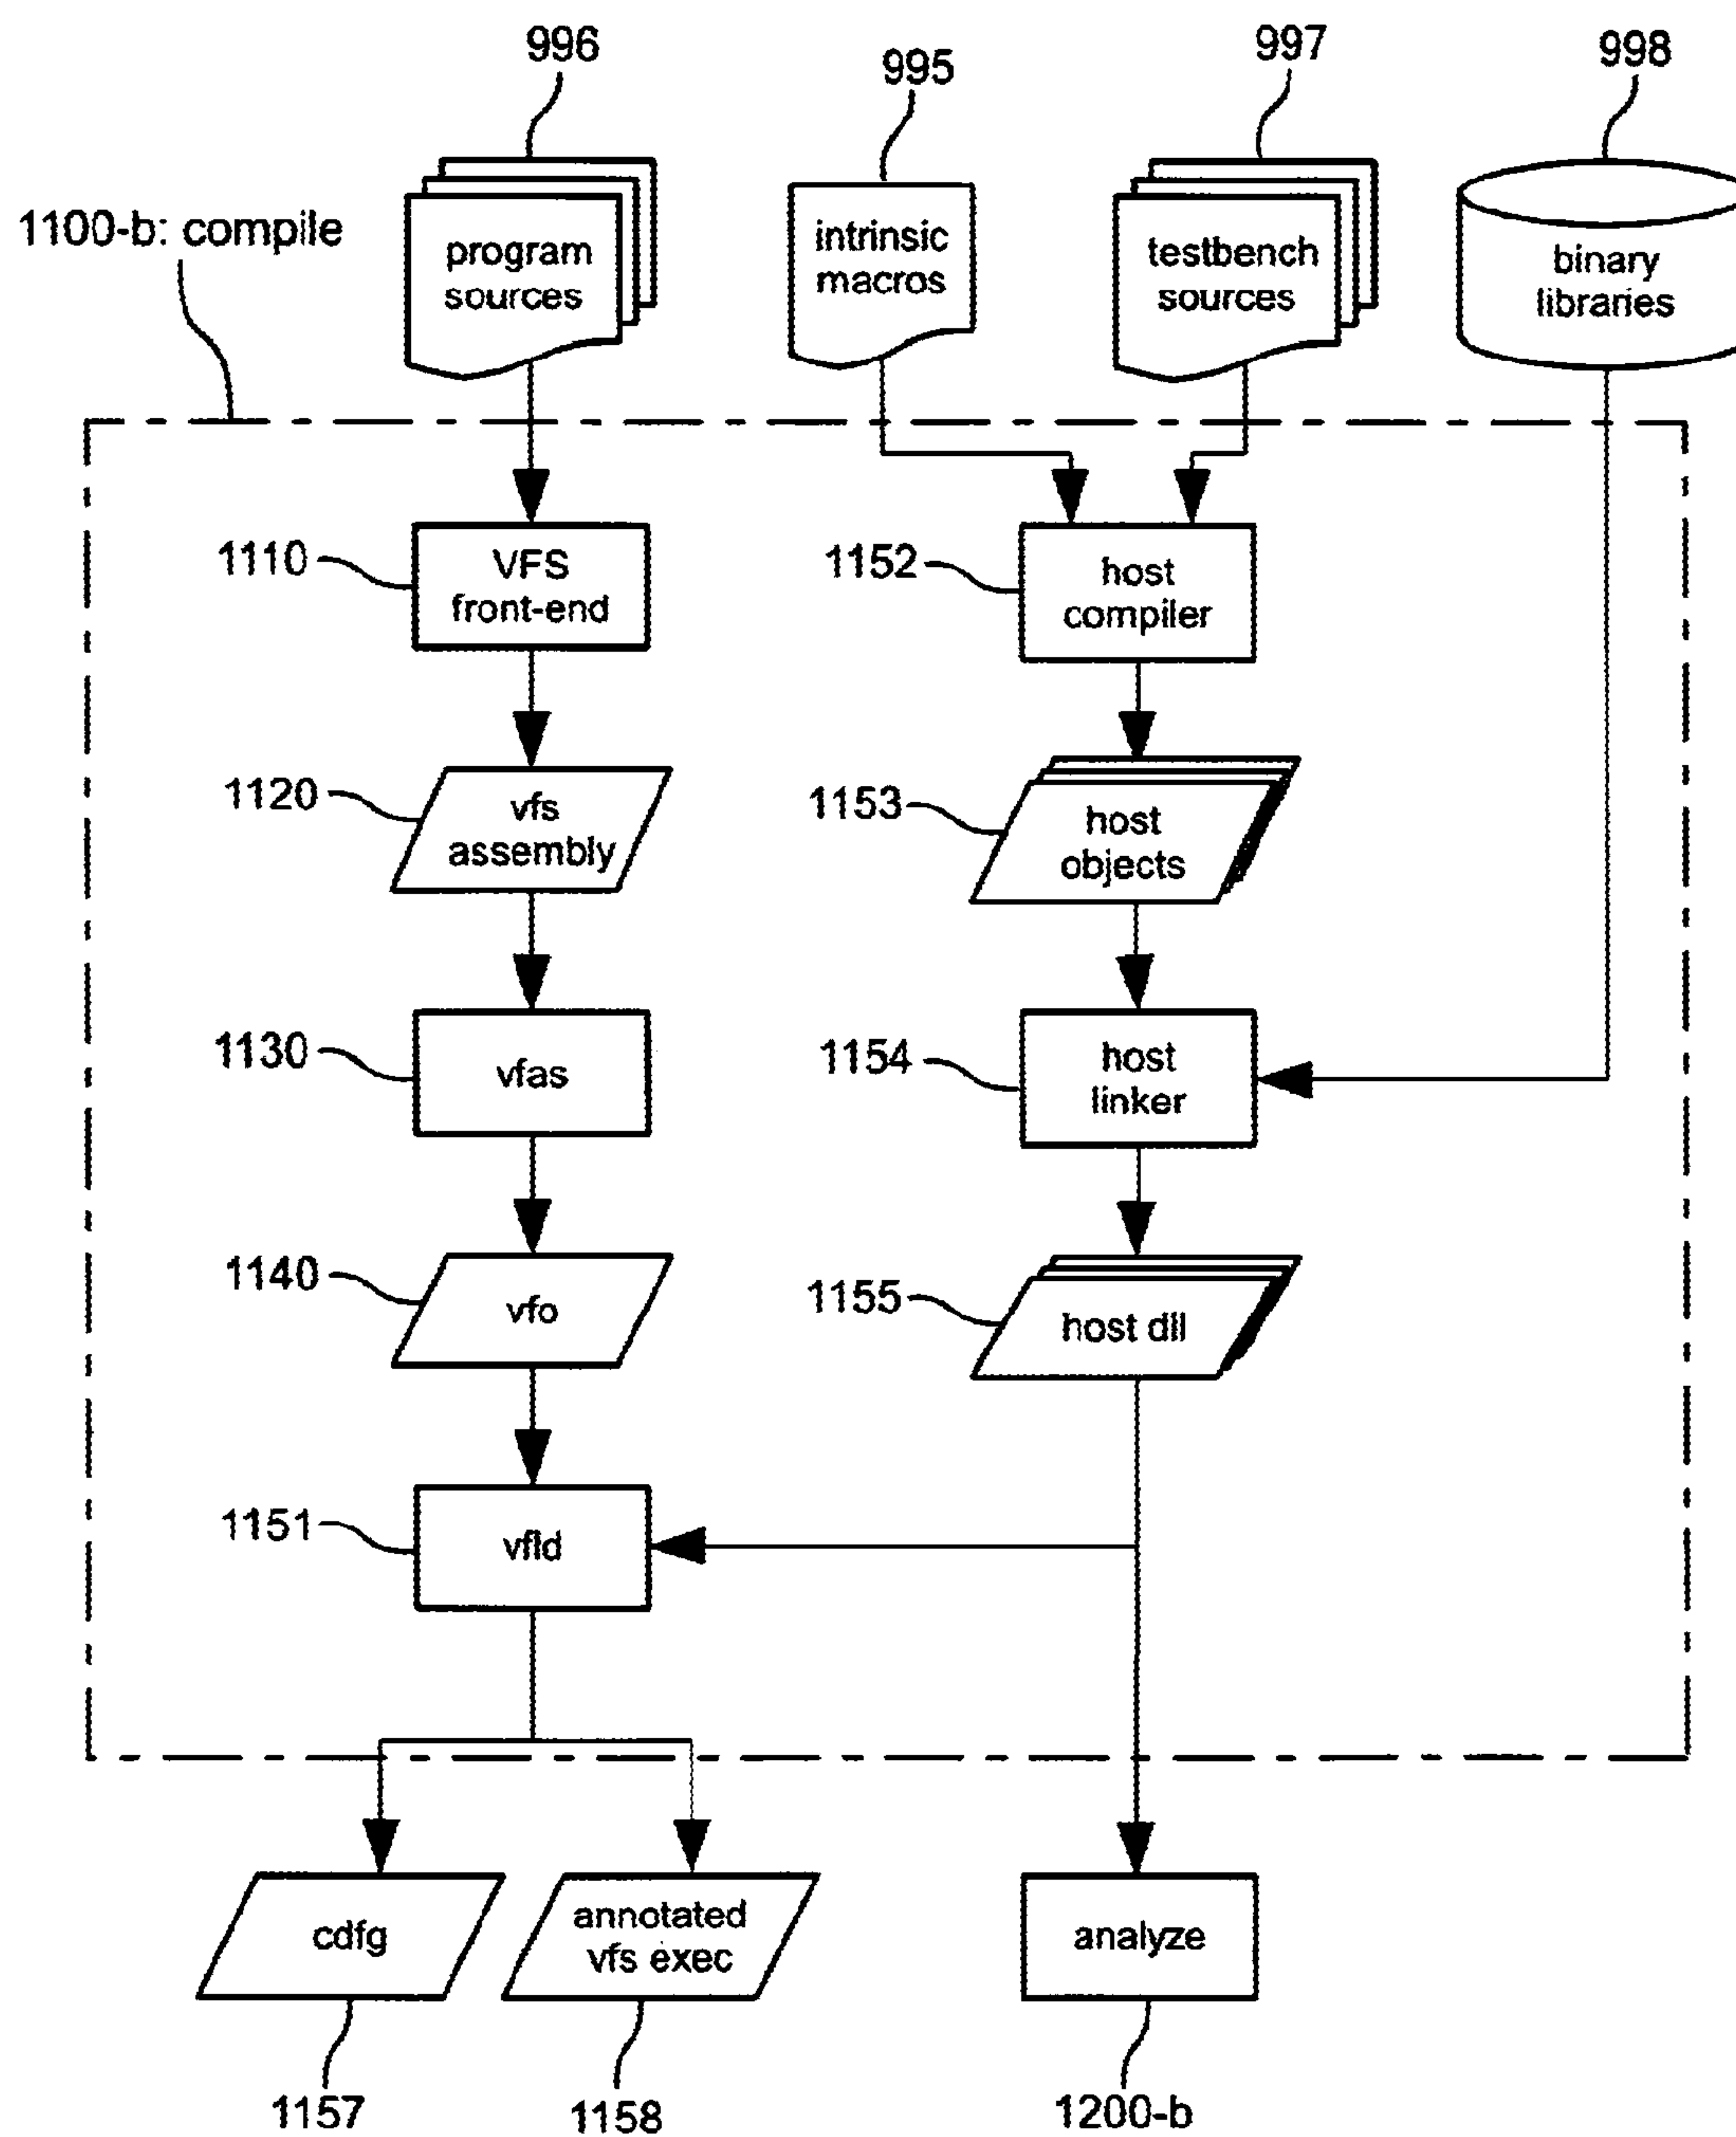 996
995
997
998
1100-b: compile
program
sources
intrinsic
macros
testbench
sources
binary
libraries
1110
VFS
front-end
1152
host
compiler
1120
vfs
assembly
1153
host
objects
1130
vfas
1154
host
linker
1140
vfo
1155
host dll
1151
vfld
cdfg
annotated
vfs exec
analyze
1157
1158
1200-b